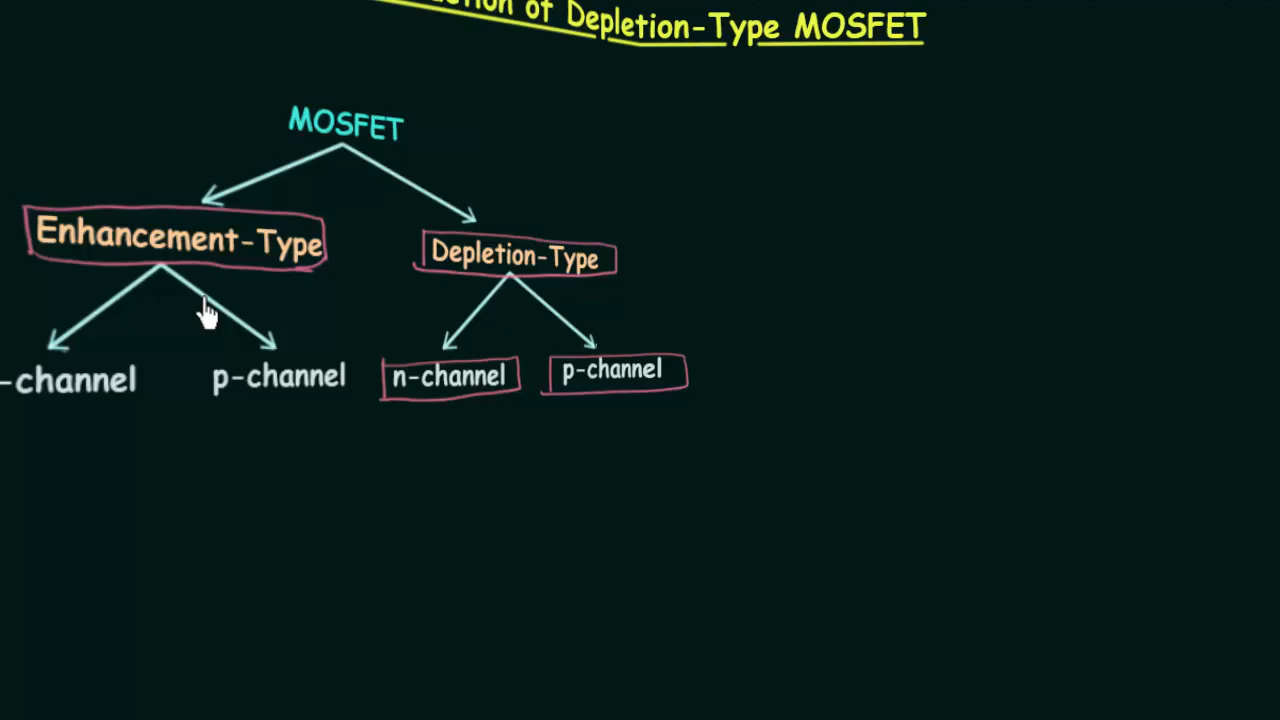 of Depletion-Type MOSFET
MOSFET
Enhancement-Type
Depletion-Type
-channel
p-channel
n-channel
p-channel